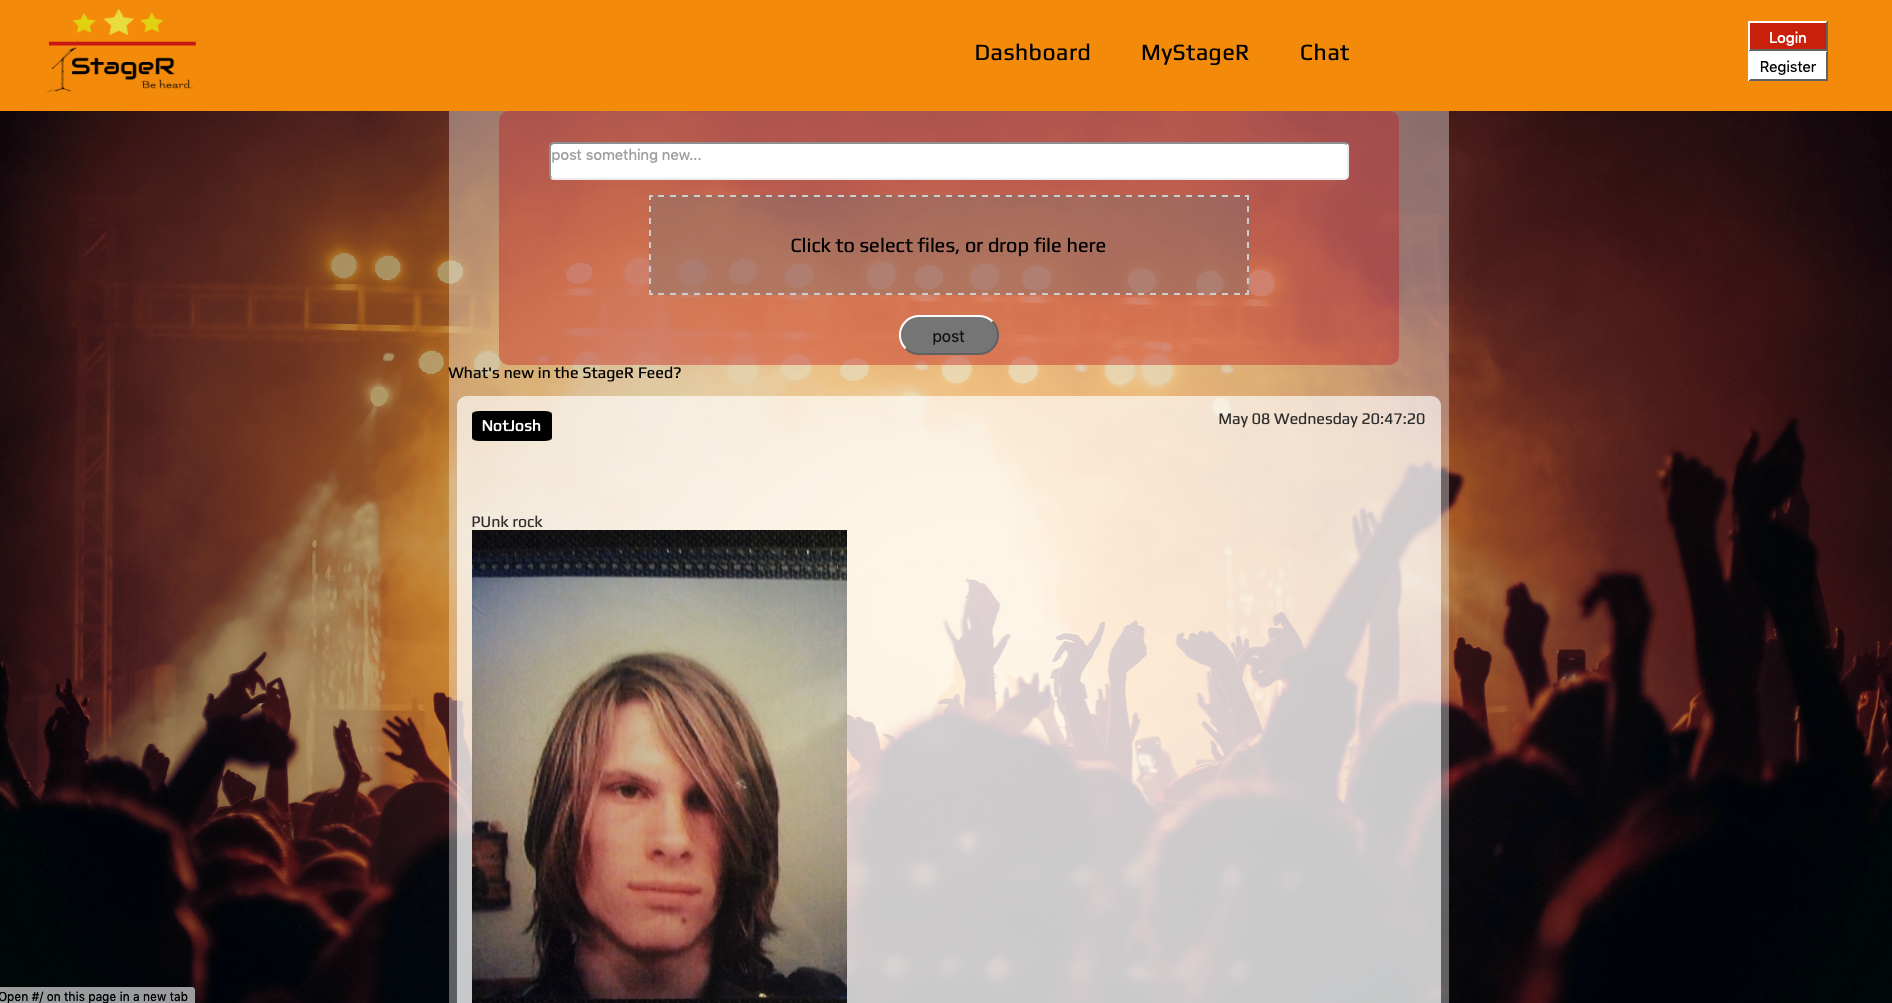 StageR
Be heard.
Dashboard
MyStageR
Chat
Login
Register
post something new...
Click to select files, or drop file here
post
What's new in the StageR Feed?
NotJosh
May 08 Wednesday 20:47:20
PUnk rock
Open #/ on this page in a new tab